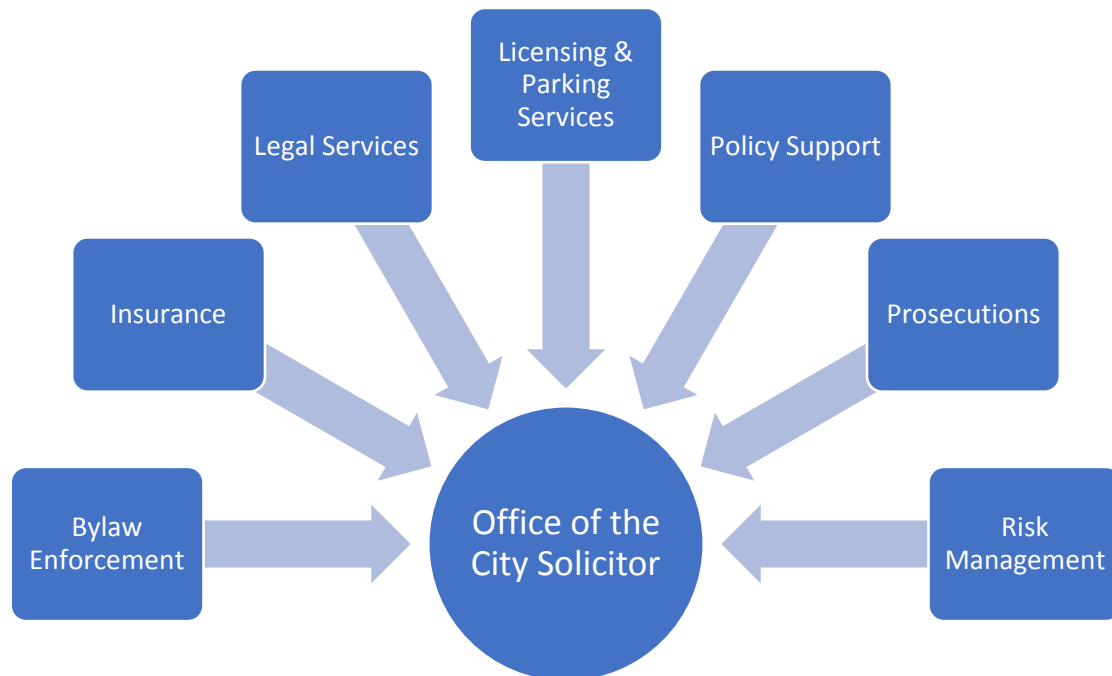 Licensing &
Parking
Services
Legal Services
Policy Support
Insurance
Prosecutions
Bylaw
Enforcement
Office of the
City Solicitor
Risk
Management